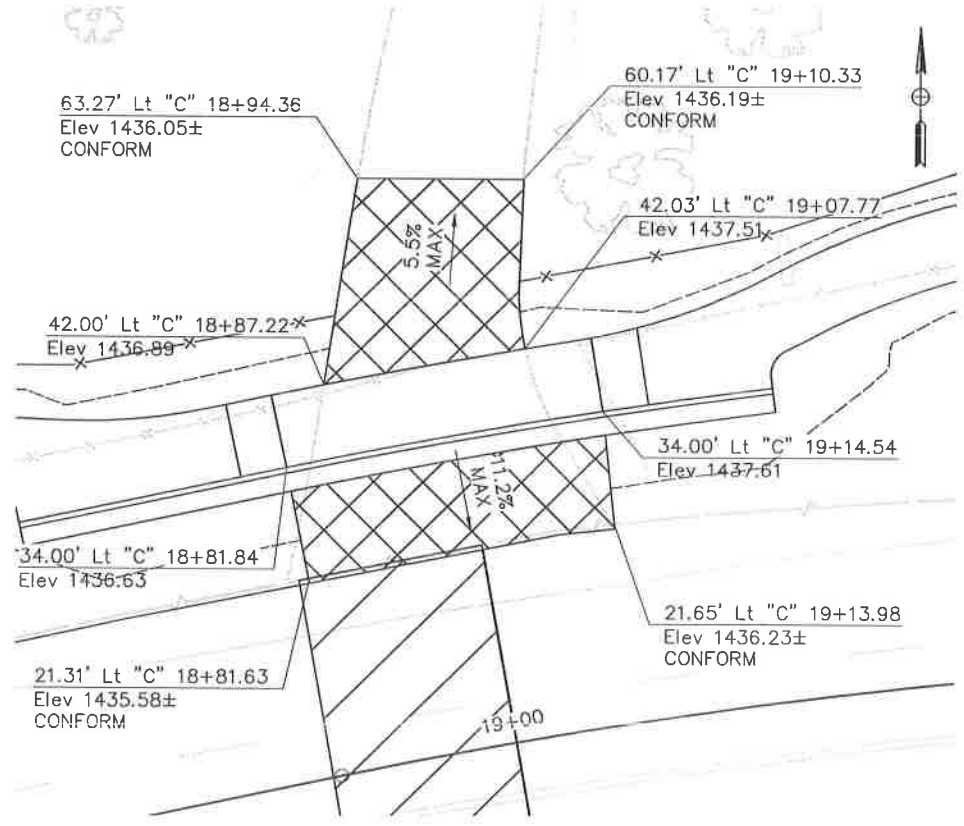 63.27' Lt "C" 18+94.36
Elev 1436.05±
CONFORM
60.17' Lt "C" 19+10.33
Elev 1436.19±
CONFORM
42.03' Lt "C" 19+07.77
Elev 1437.51
5.5%
MAX
42.00' Lt "C" 18+87.22
Elev 1436.89
34.00' Lt "C" 19+14.54
Elev 1437.61
11.2%
MAX
34.00' Lt "C" 18+81.84
Elev 1436.63
21.65' Lt "C" 19+13.98
Elev 1436.23±
CONFORM
21.31' Lt "C" 18+81.63
Elev 1435.58±
CONFORM
19+00